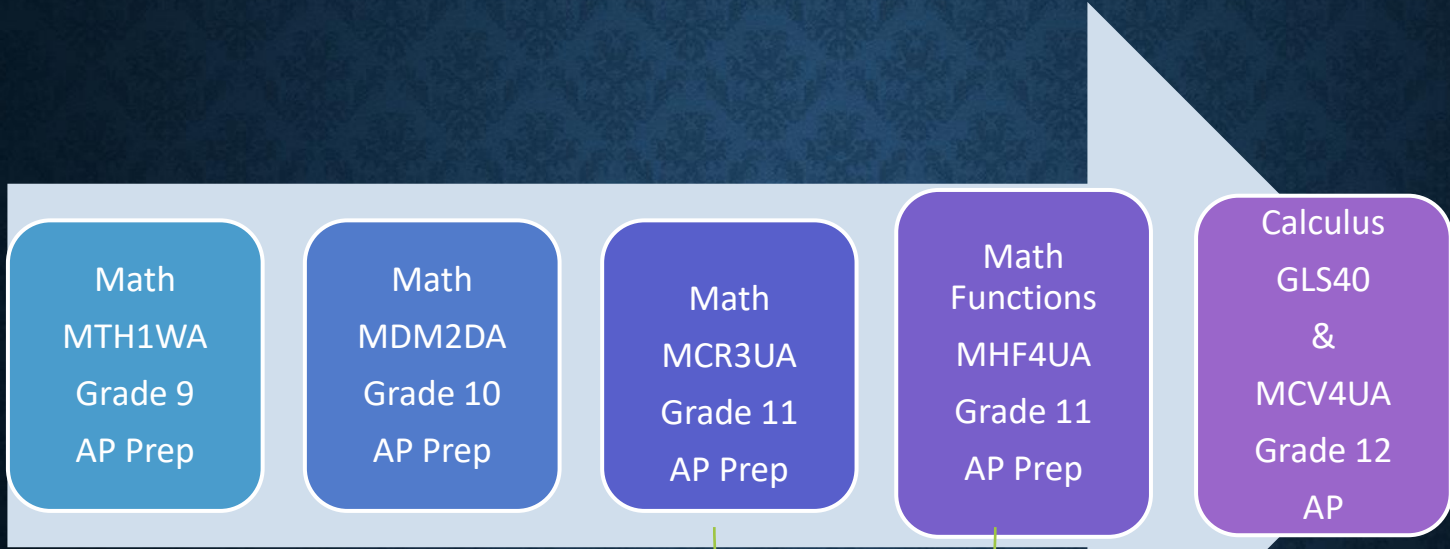 Math
MTH1WA
Grade 9
AP Prep
Math
MDM2DA
Grade 10
AP Prep
Math
MCR3UA
Grade 11
AP Prep
Math
Functions
MHF4UA
Grade 11
AP Prep
Calculus
GLS40
&
MCV4UA
Grade 12
AP